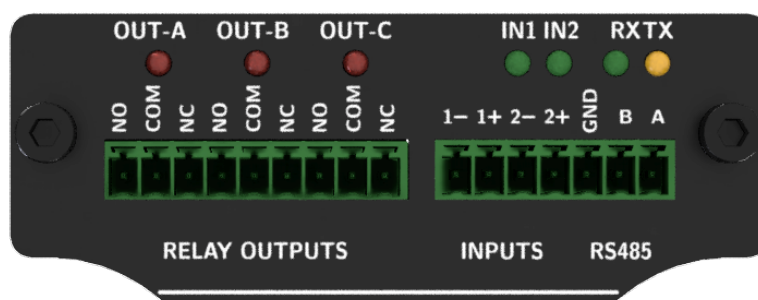 OUT-A OUT-B OUT-C IN1 IN2 RX TX
NO COM NC NO COM NC NO COM NC 1− 1+ 2− 2+ GND B A
RELAY OUTPUTS INPUTS RS485